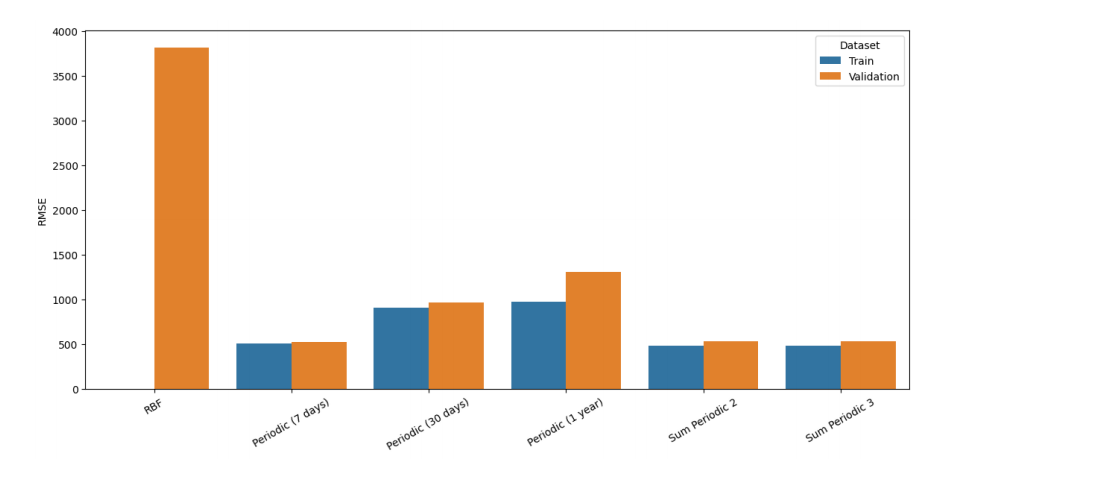 4000
3500
3000
2500
2000
1500
1000
500
0
RMSE
Dataset
Train
Validation
RBF
Periodic (7 days)
Periodic (30 days)
Periodic (1 year)
Sum Periodic 2
Sum Periodic 3